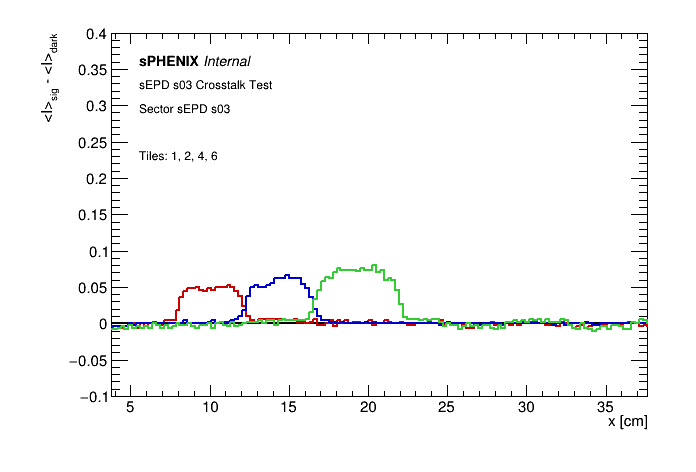 0.4
<I>sig - <I>dark
0.35
sPHENIX Internal
sEPD s03 Crosstalk Test
0.3
Sector sEPD s03
0.25
Tiles: 1, 2, 4, 6
0.2
0.15
0.1
0.05
0
−0.05
−0.1
5 10 15 20 25 30 35
x [cm]